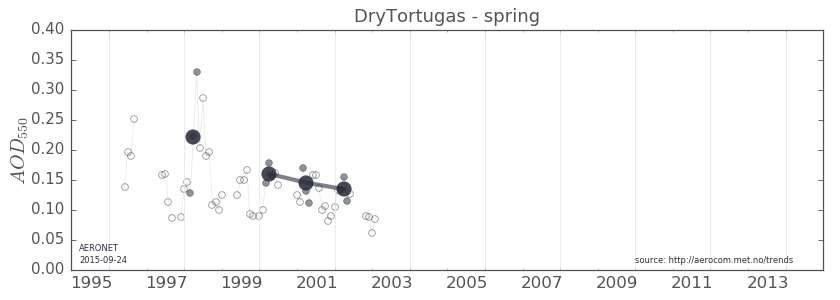 DryTortugas - spring
0.40
0.35
0.30
0.25
0.20
0.15
0.10
0.05
0.00
AOD550
AERONET
2015-09-24
source: http://aerocom.met.no/trends
1995 1997 1999 2001 2003 2005 2007 2009 2011 2013